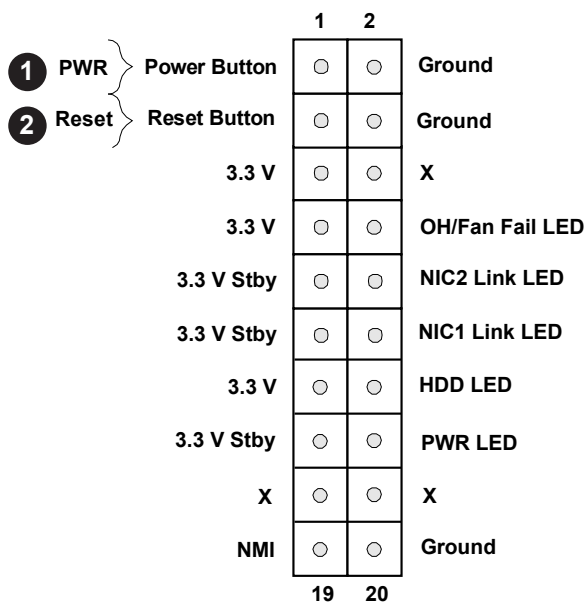 1 2
1 PWR Power Button Ground
2 Reset Reset Button Ground
3.3 V X
3.3 V OH/Fan Fail LED
3.3 V Stby NIC2 Link LED
3.3 V Stby NIC1 Link LED
3.3 V HDD LED
3.3 V Stby PWR LED
X X
NMI Ground
19 20